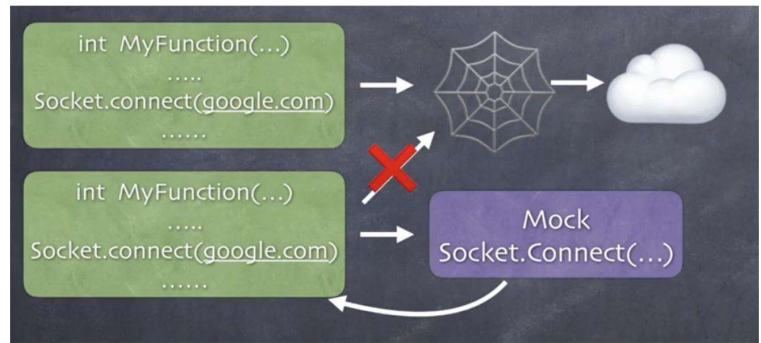 int MyFunction(...)
.....
Socket.connect(google.com)
......
int MyFunction(...)
.....
Socket.connect(google.com)
......
Mock
Socket.Connect(...)